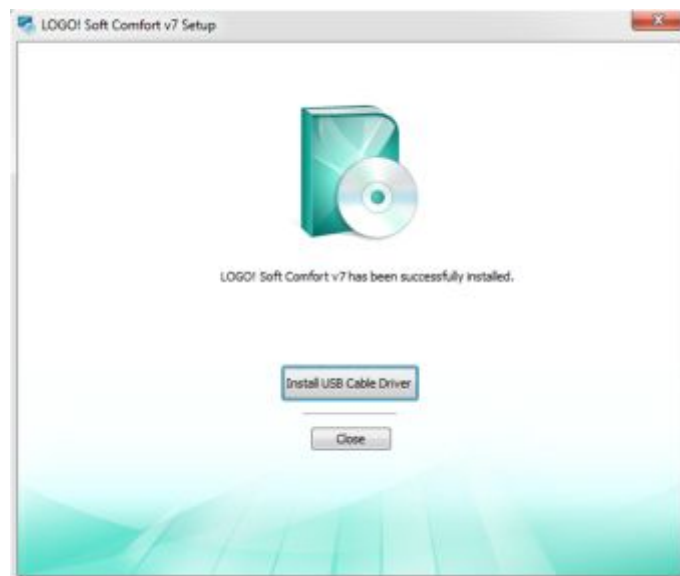 LOGO! Soft Comfort v7 Setup
LOGO! Soft Comfort v7 has been successfully installed.
Install USB Cable Driver
Close